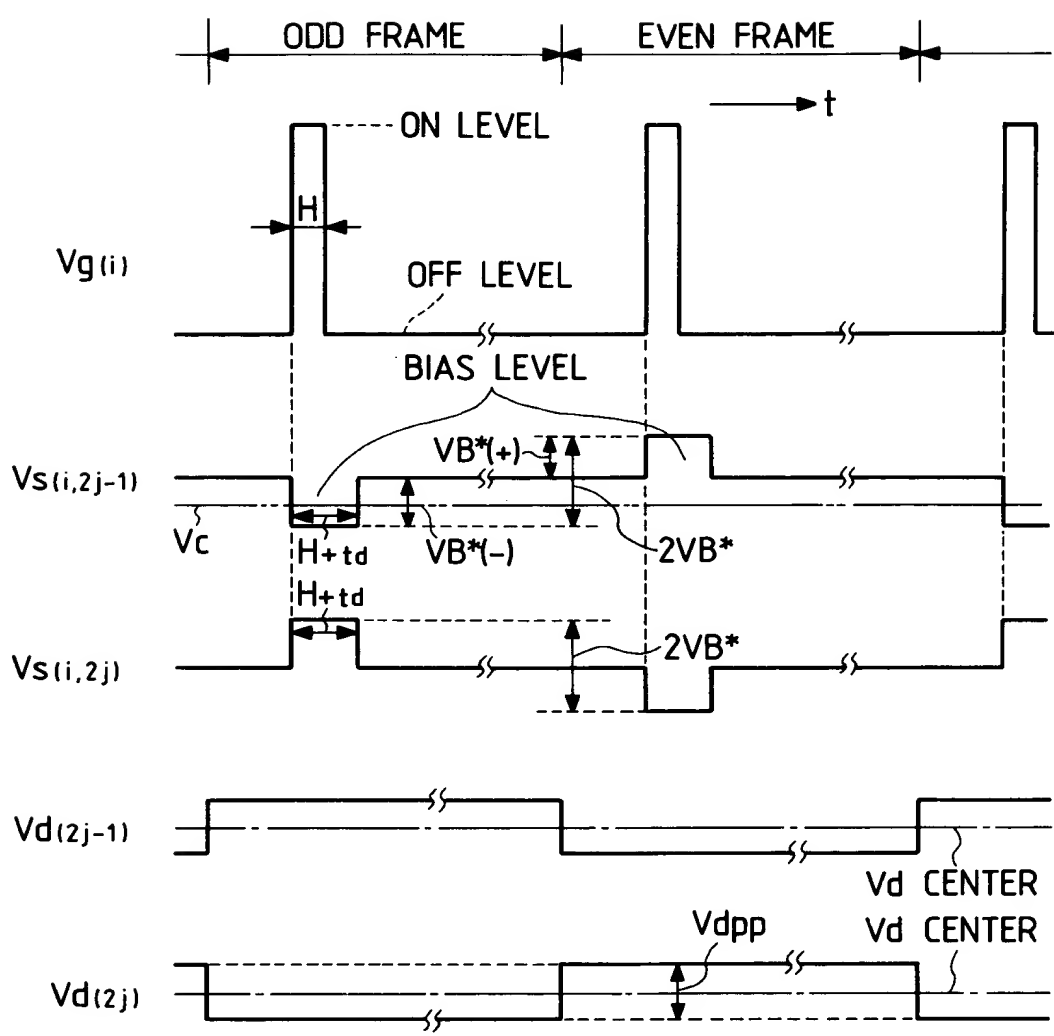 ODD FRAME
EVEN FRAME
t
ON LEVEL
H
Vg(i)
OFF LEVEL
BIAS LEVEL
VB*(+)
Vs(i,2j-1)
Vc
H+td
VB*(-)
2VB*
H+td
Vs(i,2j)
2VB*
Vd(2j-1)
Vd CENTER
Vdpp
Vd CENTER
Vd(2j)